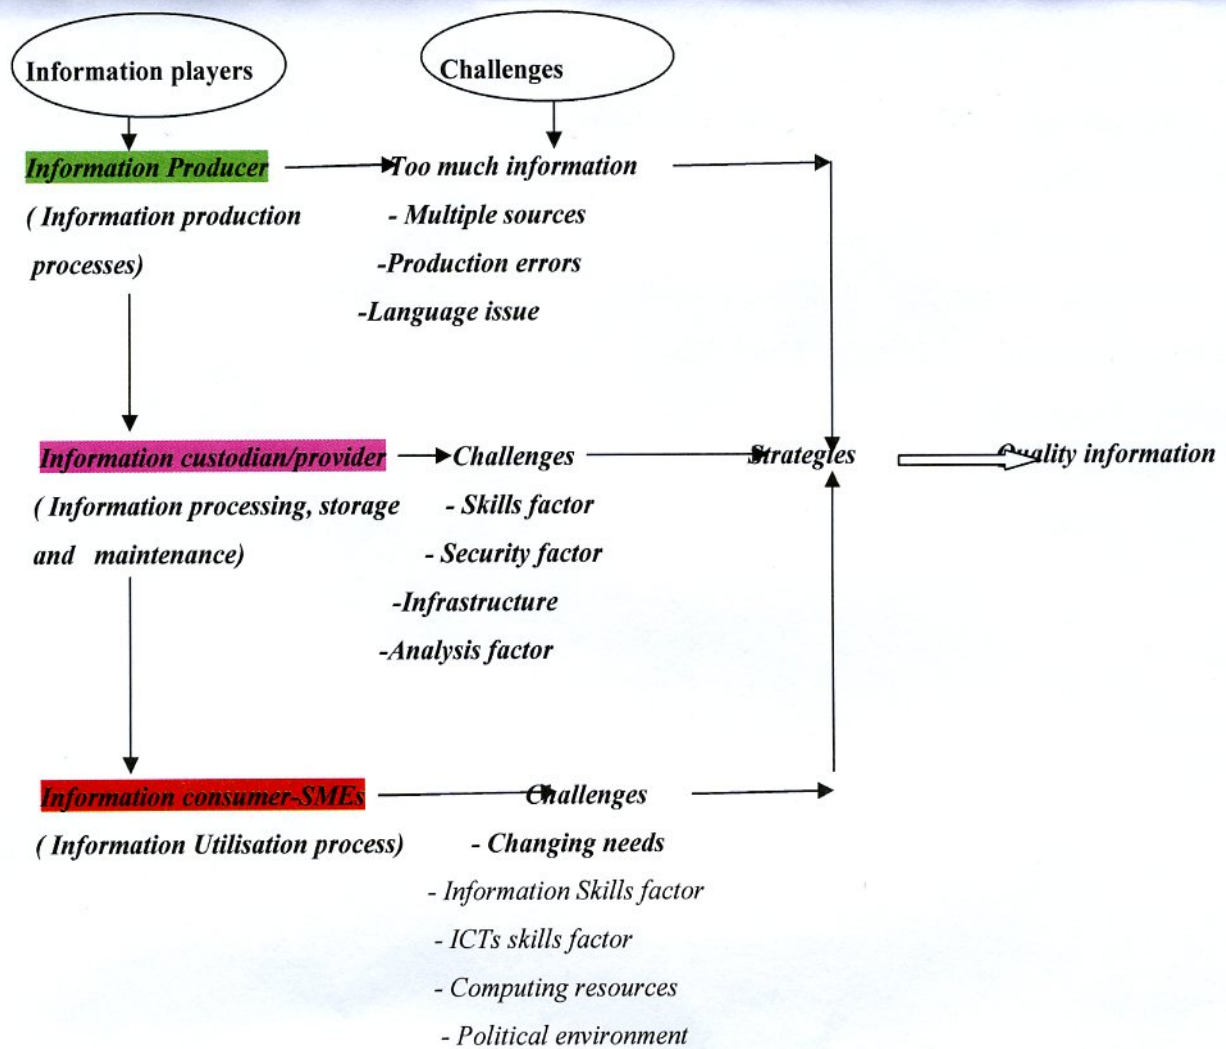 Information players
Challenges
Information Producer
Too much information
( Information production
- Multiple sources
processes)
-Production errors
-Language issue
Information custodian/provider
Challenges
Strategies
Quality information
( Information processing, storage
- Skills factor
and maintenance)
- Security factor
-Infrastructure
-Analysis factor
Information consumer-SMEs
Challenges
( Information Utilisation process)
- Changing needs
- Information Skills factor
- ICTs skills factor
- Computing resources
- Political environment